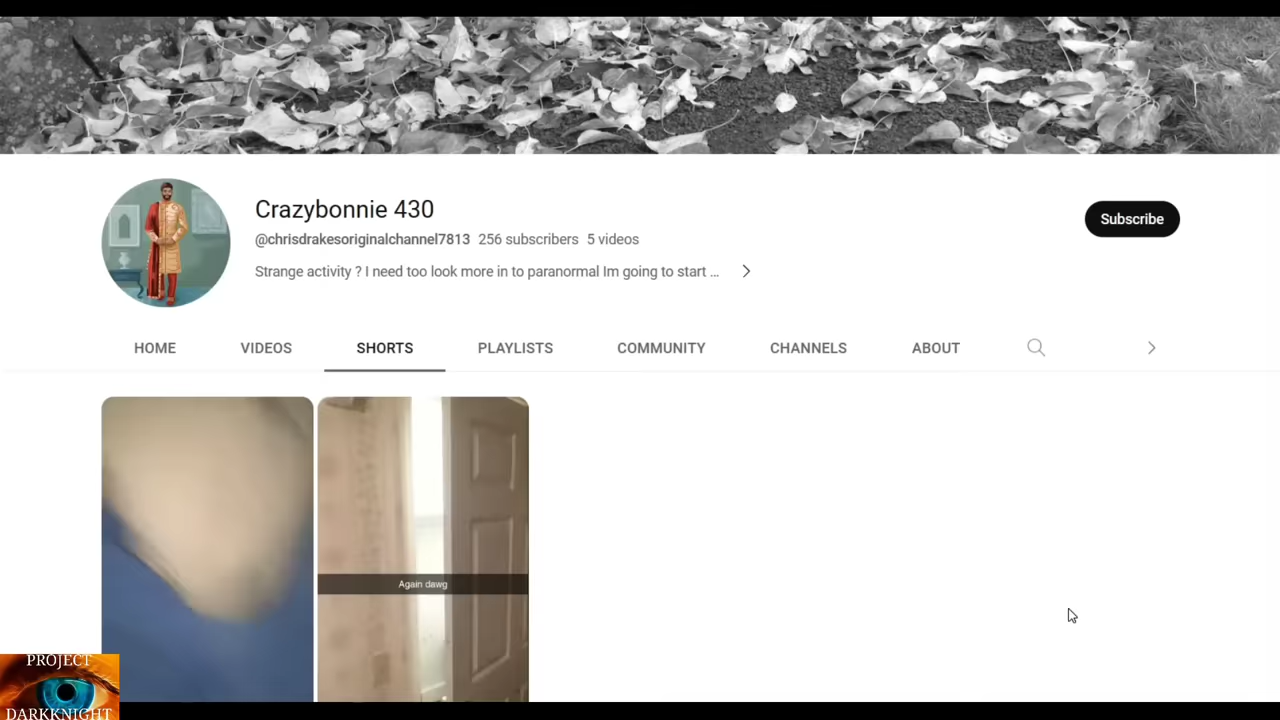 Crazybonnie 430
Subscribe
@chrisdrakesoriginalchannel7813 256 subscribers 5 videos
Strange activity ? I need too look more in to paranormal Im going to start ...
HOME VIDEOS SHORTS PLAYLISTS COMMUNITY CHANNELS ABOUT
Again dawg
PROJECT
DARKKNIGHT